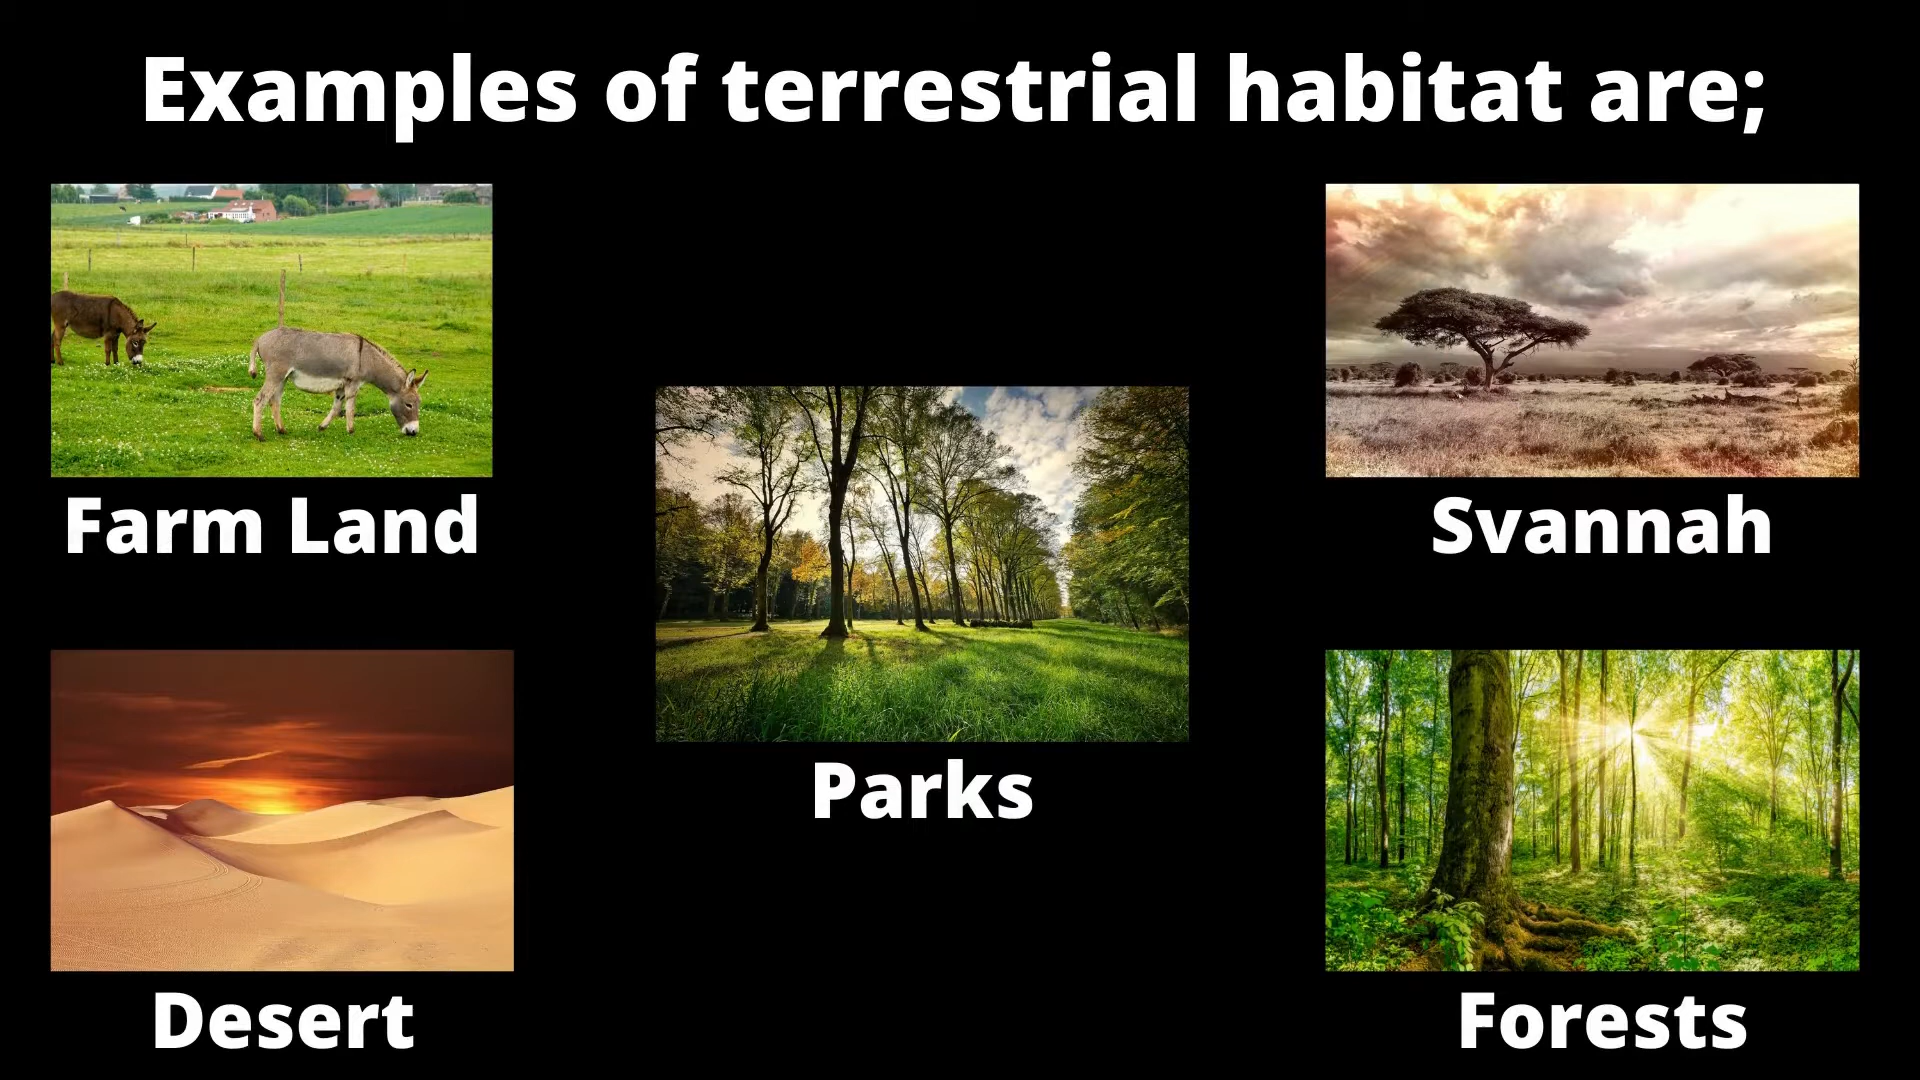 Examples of terrestrial habitat are;
Farm Land
Svannah
Parks
Desert
Forests